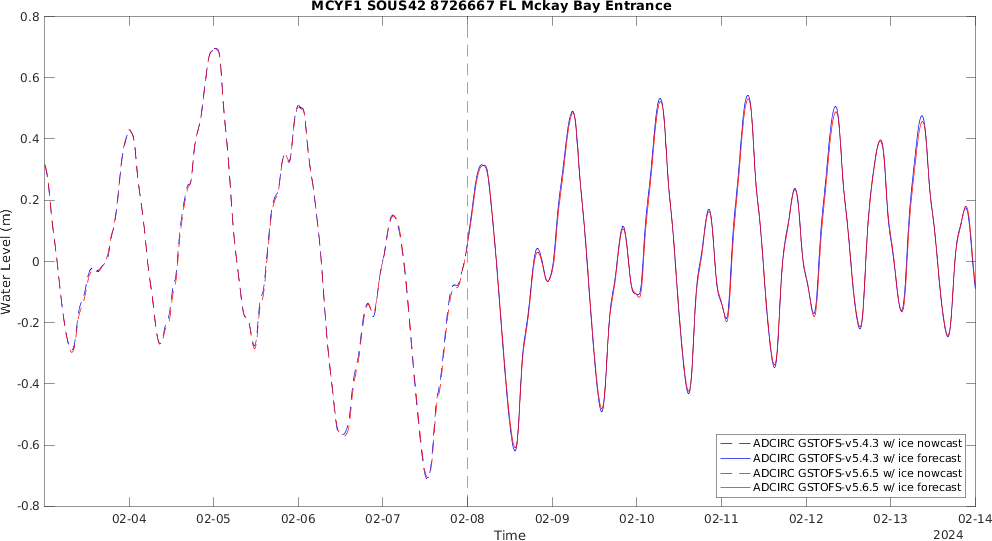 MCYF1 SOUS42 8726667 FL Mckay Bay Entrance
Water Level (m)
0.8
0.6
0.4
0.2
0
-0.2
-0.4
-0.6
-0.8
ADCIRC GSTOFS-v5.4.3 w/ ice nowcast
ADCIRC GSTOFS-v5.4.3 w/ ice forecast
ADCIRC GSTOFS-v5.6.5 w/ ice nowcast
ADCIRC GSTOFS-v5.6.5 w/ ice forecast
02-04 02-05 02-06 02-07 02-08 02-09 02-10 02-11 02-12 02-13 02-14
Time
2024